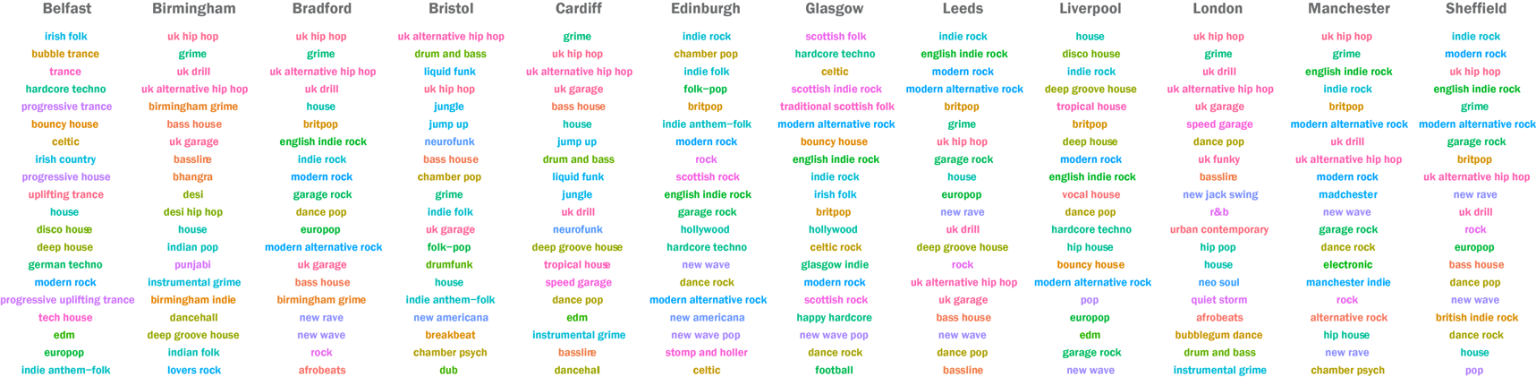 Belfast Birmingham Bradford Bristol Cardiff Edinburgh Glasgow Leeds Liverpool London Manchester Sheffield
irish folk uk hip hop uk hip hop uk alternative hip hop grime indie rock scottish folk indie rock house uk hip hop uk hip hop indie rock
bubble trance grime grime drum and bass uk hip hop chamber pop hardcore techno english indie rock disco house grime grime modern rock
trance uk drill uk alternative hip hop liquid funk uk alternative hip hop indie folk celtic modern rock indie rock uk drill english indie rock uk hip hop
hardcore techno uk alternative hip hop uk drill uk hip hop uk garage folk-pop scottish indie rock modern alternative rock deep groove house uk alternative hip hop indie rock english indie rock
progressive trance birmingham grime house jungle bass house britpop traditional scottish folk britpop tropical house uk garage britpop grime
bouncy house bass house britpop jump up house indie anthem-folk modern alternative rock grime britpop speed garage modern alternative rock modern alternative rock
celtic uk garage english indie rock neurofunk jump up modern rock bouncy house uk hip hop deep house dance pop uk drill garage rock
irish country bassline indie rock bass house drum and bass rock english indie rock garage rock modern rock uk funky uk alternative hip hop britpop
progressive house bhangra modern rock chamber pop liquid funk scottish rock indie rock house english indie rock bassline modern rock uk alternative hip hop
uplifting trance desi garage rock grime jungle english indie rock irish folk europop vocal house new jack swing madchester new rave
house desi hip hop dance pop indie folk uk drill garage rock britpop new rave dance pop r&b new wave uk drill
disco house house europop uk garage neurofunk hollywood hollywood uk drill hardcore techno urban contemporary garage rock rock
deep house indian pop modern alternative rock folk-pop deep groove house hardcore techno celtic rock deep groove house hip house hip pop dance rock europop
german techno punjabi uk garage drumfunk tropical house new wave glasgow indie rock bouncy house house electronic bass house
modern rock instrumental grime bass house house speed garage dance rock modern rock uk alternative hip hop modern alternative rock neo soul manchester indie dance pop
progressive uplifting trance birmingham indie birmingham grime indie anthem-folk dance pop modern alternative rock scottish rock uk garage pop quiet storm rock new wave
tech house dancehall new rave new americana edm new americana happy hardcore bass house europop afrobeats alternative rock british indie rock
edm deep groove house new wave breakbeat instrumental grime new wave pop new wave pop new wave edm bubblegum dance hip house dance rock
europop indian folk rock chamber psych bassline stomp and holler dance rock dance pop garage rock drum and bass new rave house
indie anthem-folk lovers rock afrobeats dub dancehall celtic football bassline new wave instrumental grime chamber psych pop